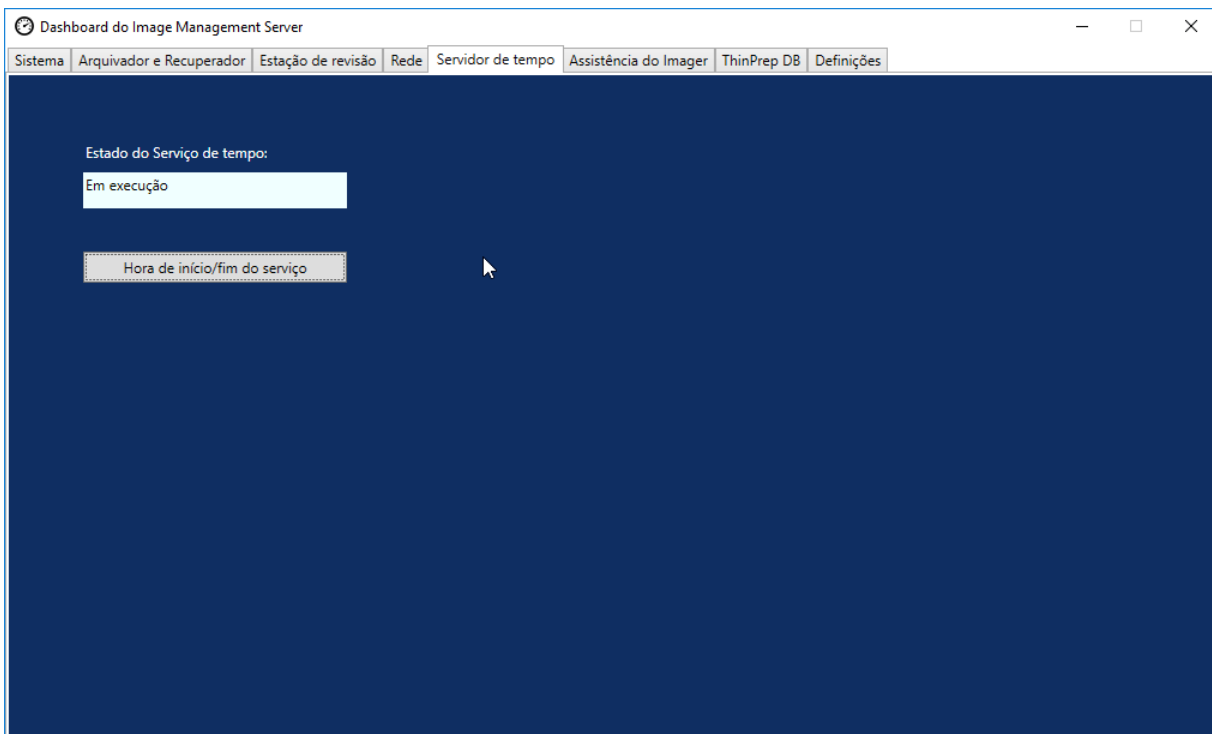 Dashboard do Image Management Server
Sistema Arquivador e Recuperador Estação de revisão Rede Servidor de tempo Assistência do Imager ThinPrep DB Definições
Estado do Serviço de tempo:
Em execução
Hora de início/fim do serviço